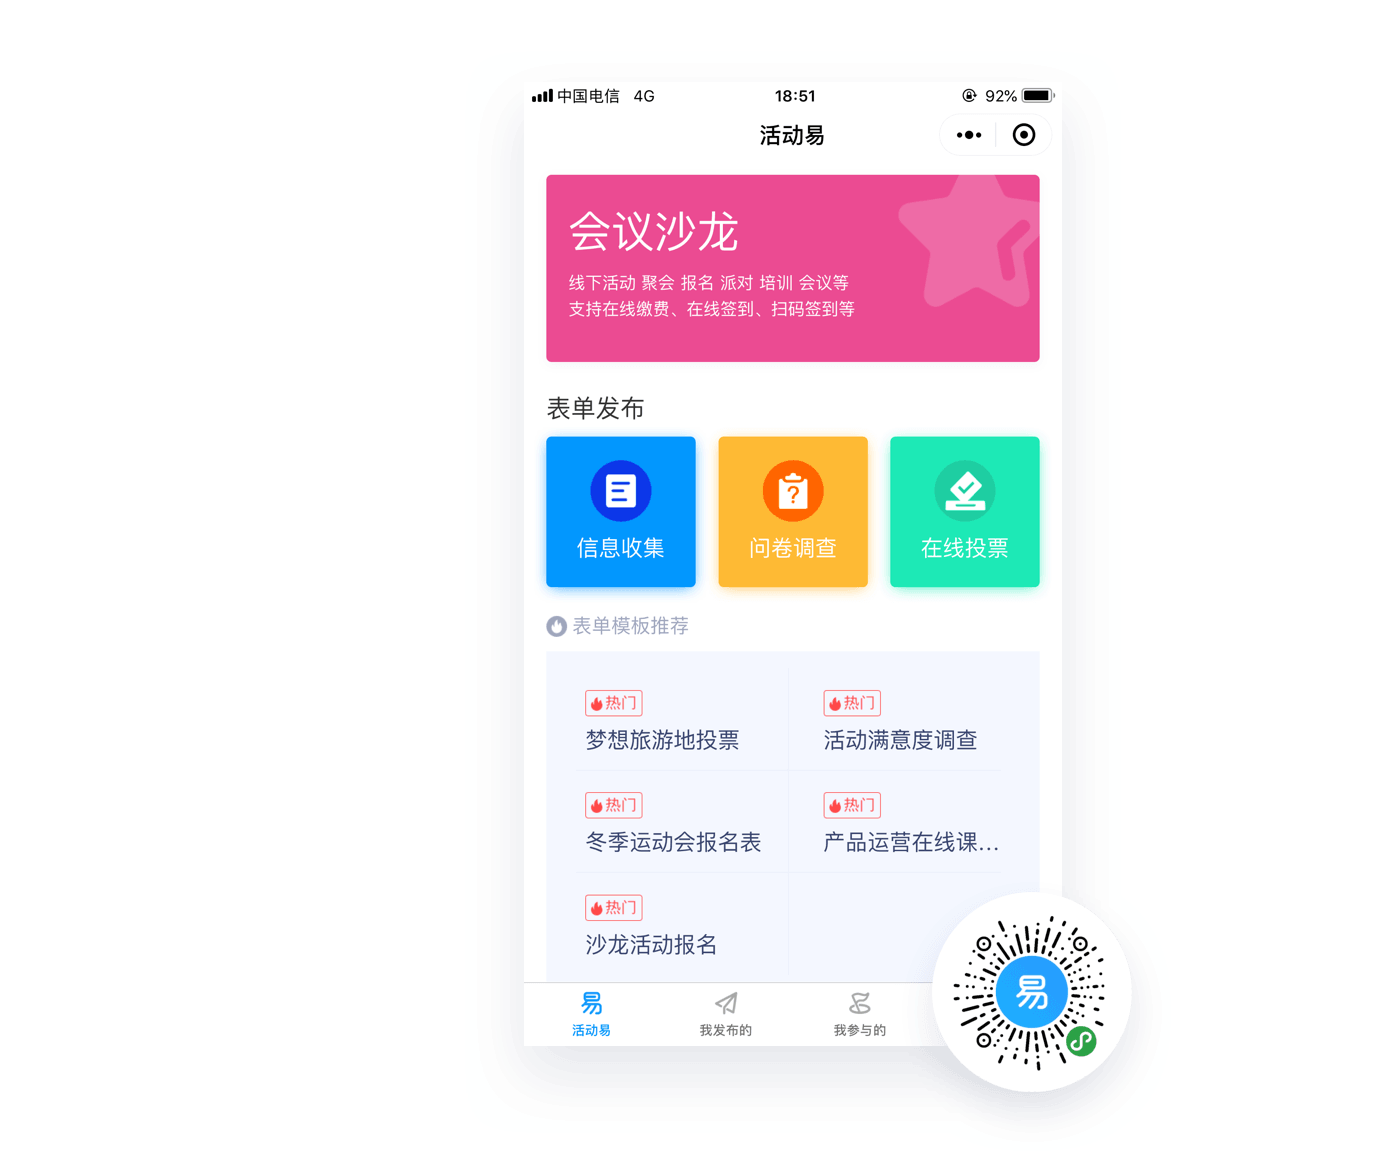 中国电信 4G 18:51 92%
活动易
会议沙龙
线下活动 聚会 报名 派对 培训 会议等
支持在线缴费、在线签到、扫码签到等
表单发布
信息收集 问卷调查 在线投票
表单模板推荐
热门 热门
梦想旅游地投票 活动满意度调查
热门 热门
冬季运动会报名表 产品运营在线课...
热门
沙龙活动报名
易
易
活动易 我发布的 我参与的